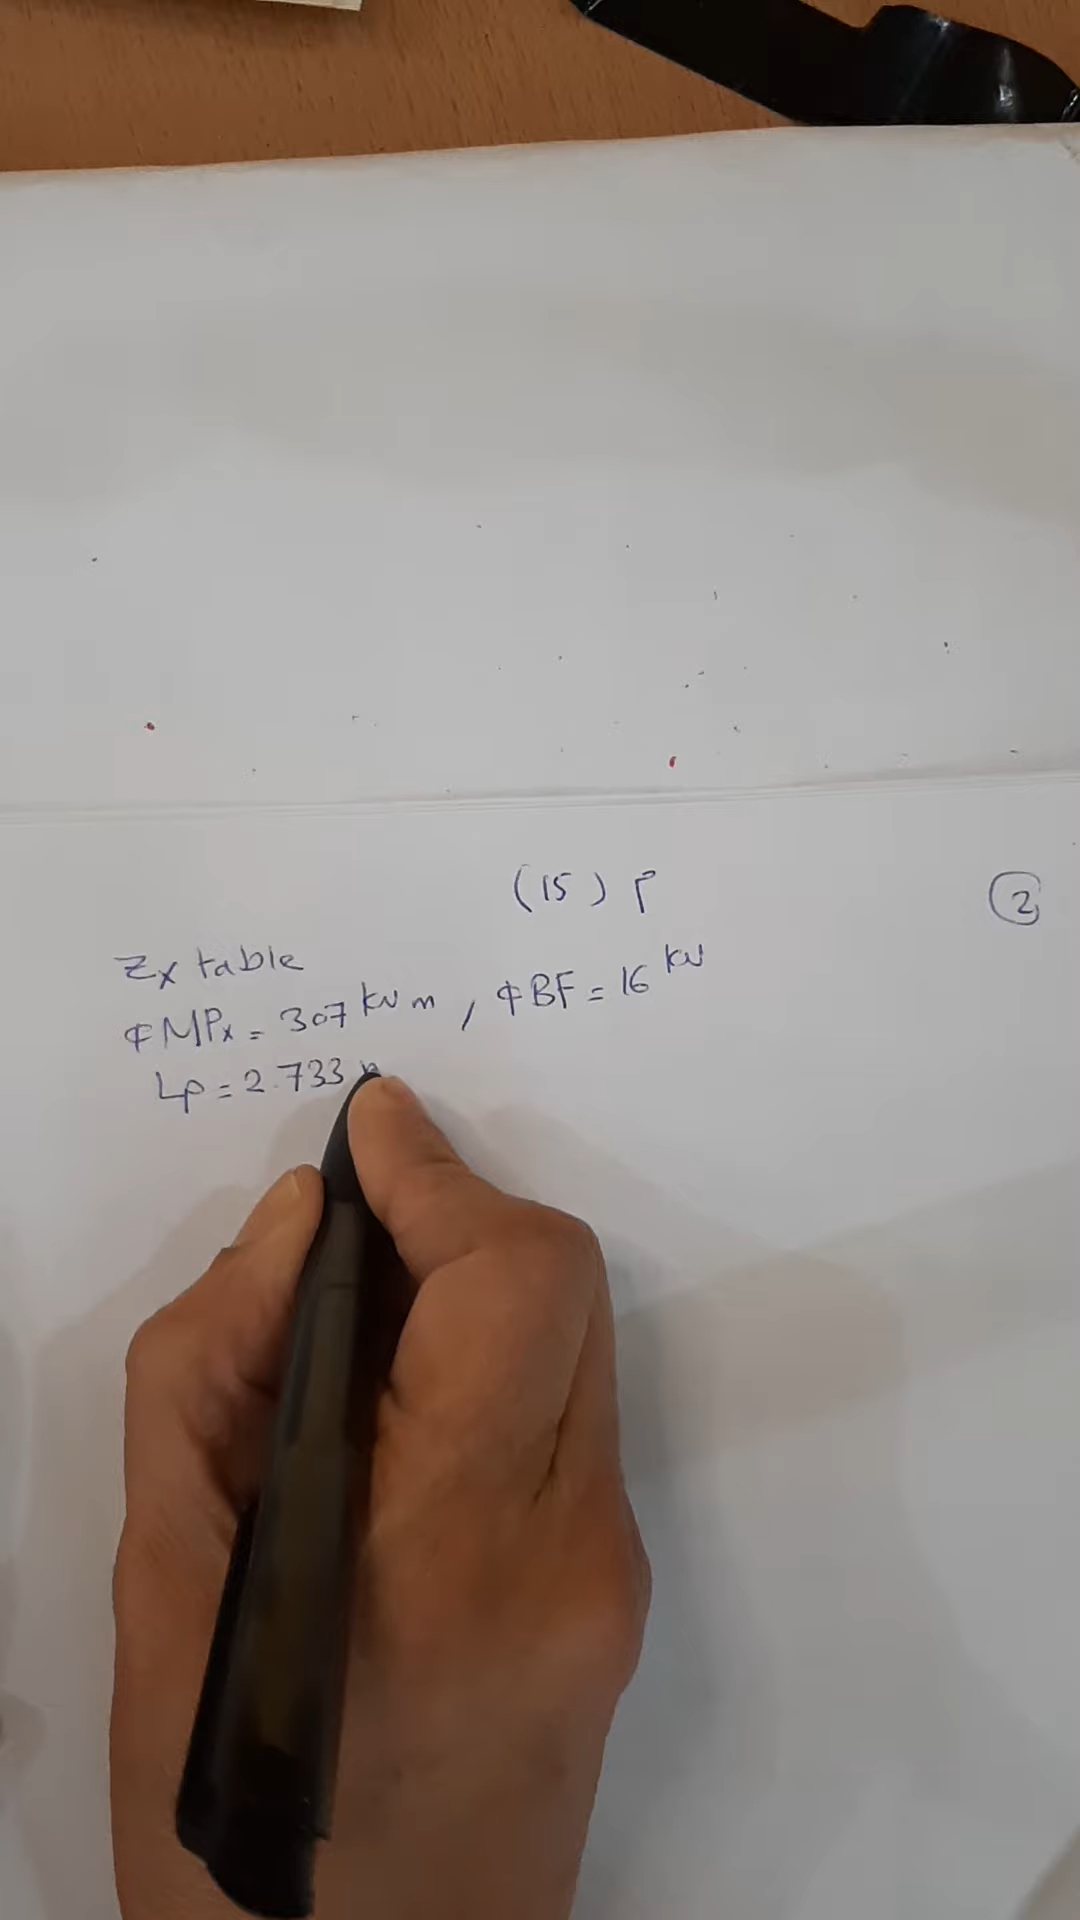 (15) م
2
Zx table
ϕMPx = 307 kN m , ϕBF = 16 kN
Lp = 2.733 m